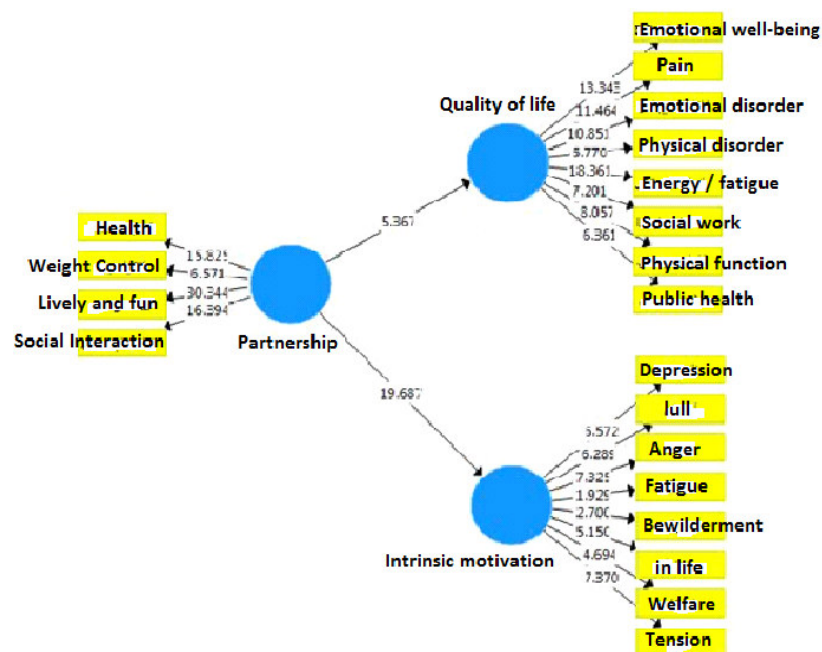 Emotional well-being
Pain
Quality of life
Emotional disorder
Physical disorder
Energy / fatigue
Social work
Physical function
Public health
13.343
11.464
10.851
5.770
18.361
7.201
8.057
6.361
5.367
Health
Weight Control
Lively and fun
Social Interaction
15.825
6.571
30.344
16.394
Partnership
19.687
Depression
lull
Anger
Fatigue
Bewilderment
in life
Welfare
Tension
5.572
6.289
7.325
1.929
2.706
5.156
4.694
7.370
Intrinsic motivation